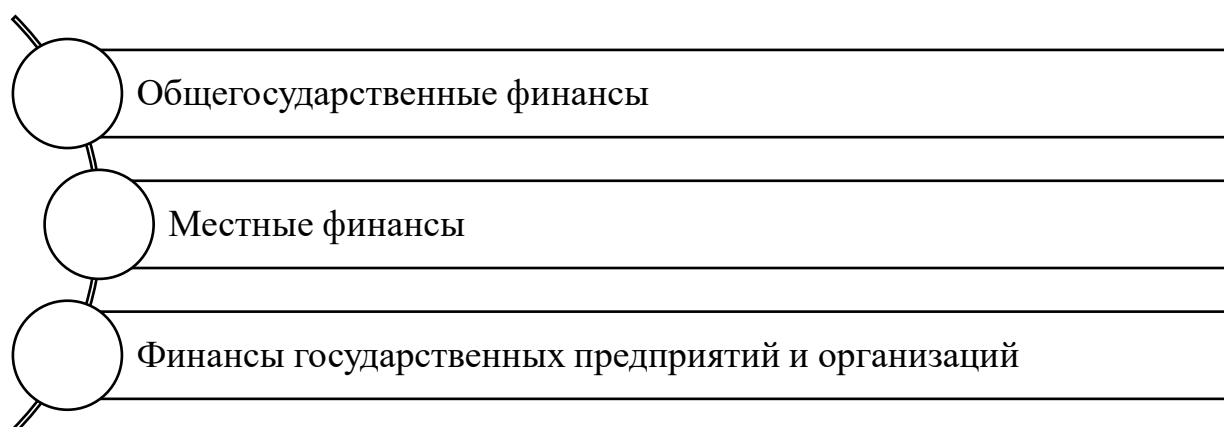 Общегосударственные финансы
Местные финансы
Финансы государственных предприятий и организаций